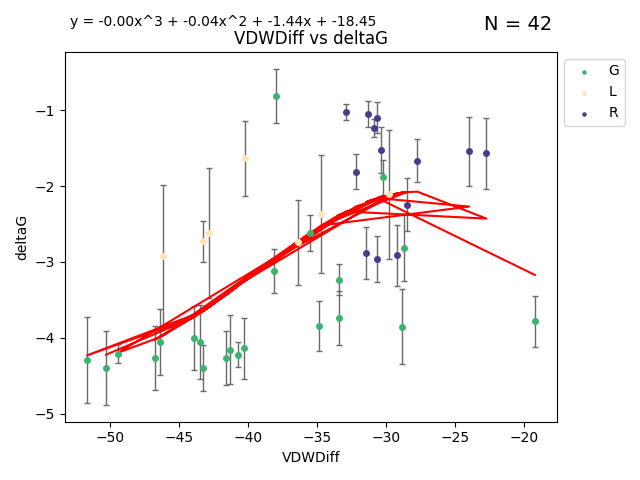 y = -0.00x^3 + -0.04x^2 + -1.44x + -18.45
N = 42
VDWDiff vs deltaG
G
L
R
deltaG
−1
−2
−3
−4
−5
−50
−45
−40
−35
−30
−25
−20
VDWDiff